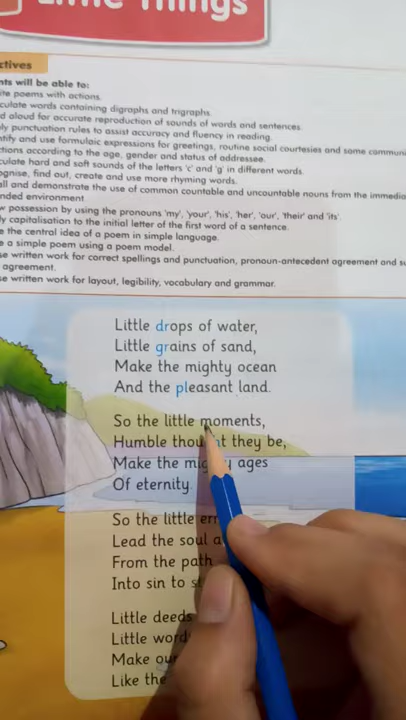 Little Things
ctives
nts will be able to:
ite poems with actions.
culate words containing digraphs and trigraphs.
d aloud for accurate reproduction of sounds of words and sentences.
ly punctuation rules to assist accuracy and fluency in reading.
ntify and use formulaic expressions for greetings, routine social courtesies and some communi
ctions according to the age, gender and status of addressee.
culate hard and soft sounds of the letters 'c' and 'g' in different words.
ognise, find out, create and use more rhyming words.
all and demonstrate the use of common countable and uncountable nouns from the immedia
nded environment
w possession by using the pronouns 'my', 'your', 'his', 'her', 'our', 'their' and 'its'.
y capitalisation to the initial letter of the first word of a sentence.
e the central idea of a poem in simple language.
e a simple poem using a poem model.
se written work for correct spellings and punctuation, pronoun-antecedent agreement and su
agreement.
se written work for layout, legibility, vocabulary and grammar.
Little drops of water,
Little grains of sand,
Make the mighty ocean
And the pleasant land.
So the little moments,
Humble though they be,
Make the mighty ages
Of eternity.
So the little err
Lead the soul a
From the path
Into sin to st
Little deeds
Little word
Make our
Like the